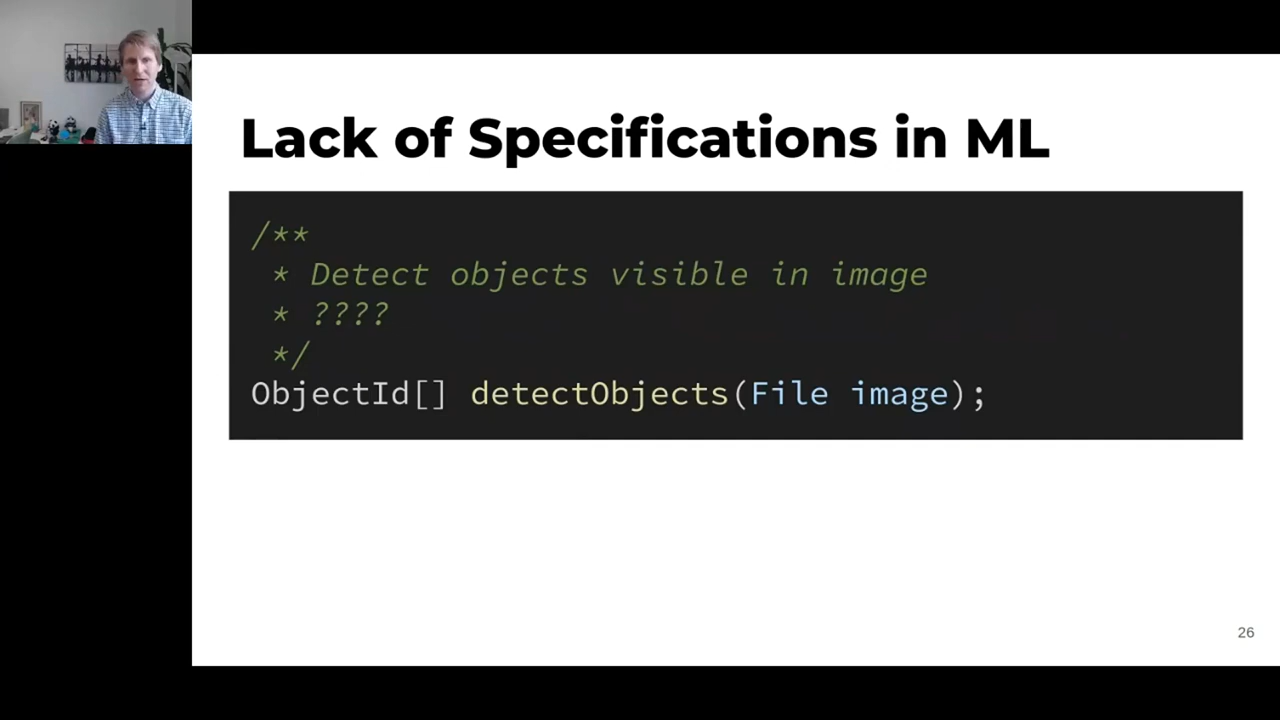 Lack of Specifications in ML
/**
 * Detect objects visible in image
 * ????
 */
ObjectId[] detectObjects(File image);
26